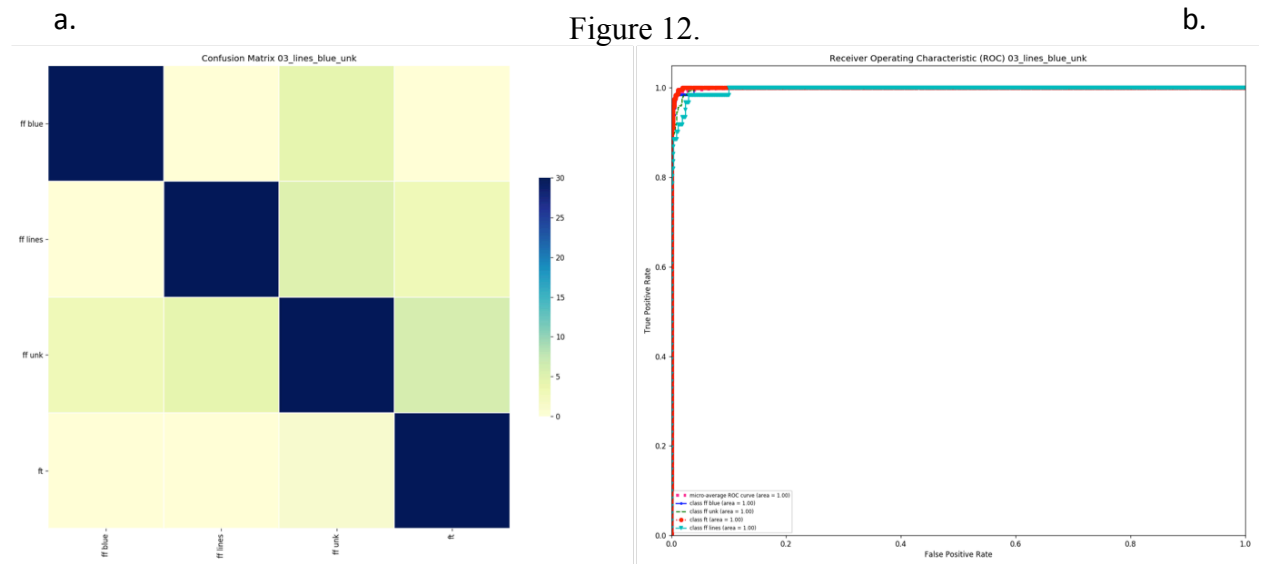 a.
Figure 12.
b.
Confusion Matrix 03_lines_blue_unk
ff blue
ff lines
ff unk
ft
ff blue
ff lines
ff unk
ft
30
25
20
15
10
5
0
Receiver Operating Characteristic (ROC) 03_lines_blue_unk
True Positive Rate
1.0
0.8
0.6
0.4
0.2
0.0
micro-average ROC curve (area = 1.00)
class ff blue (area = 1.00)
class ff unk (area = 1.00)
class ft (area = 1.00)
class ff lines (area = 1.00)
0.0 0.2 0.4 0.6 0.8 1.0
False Positive Rate